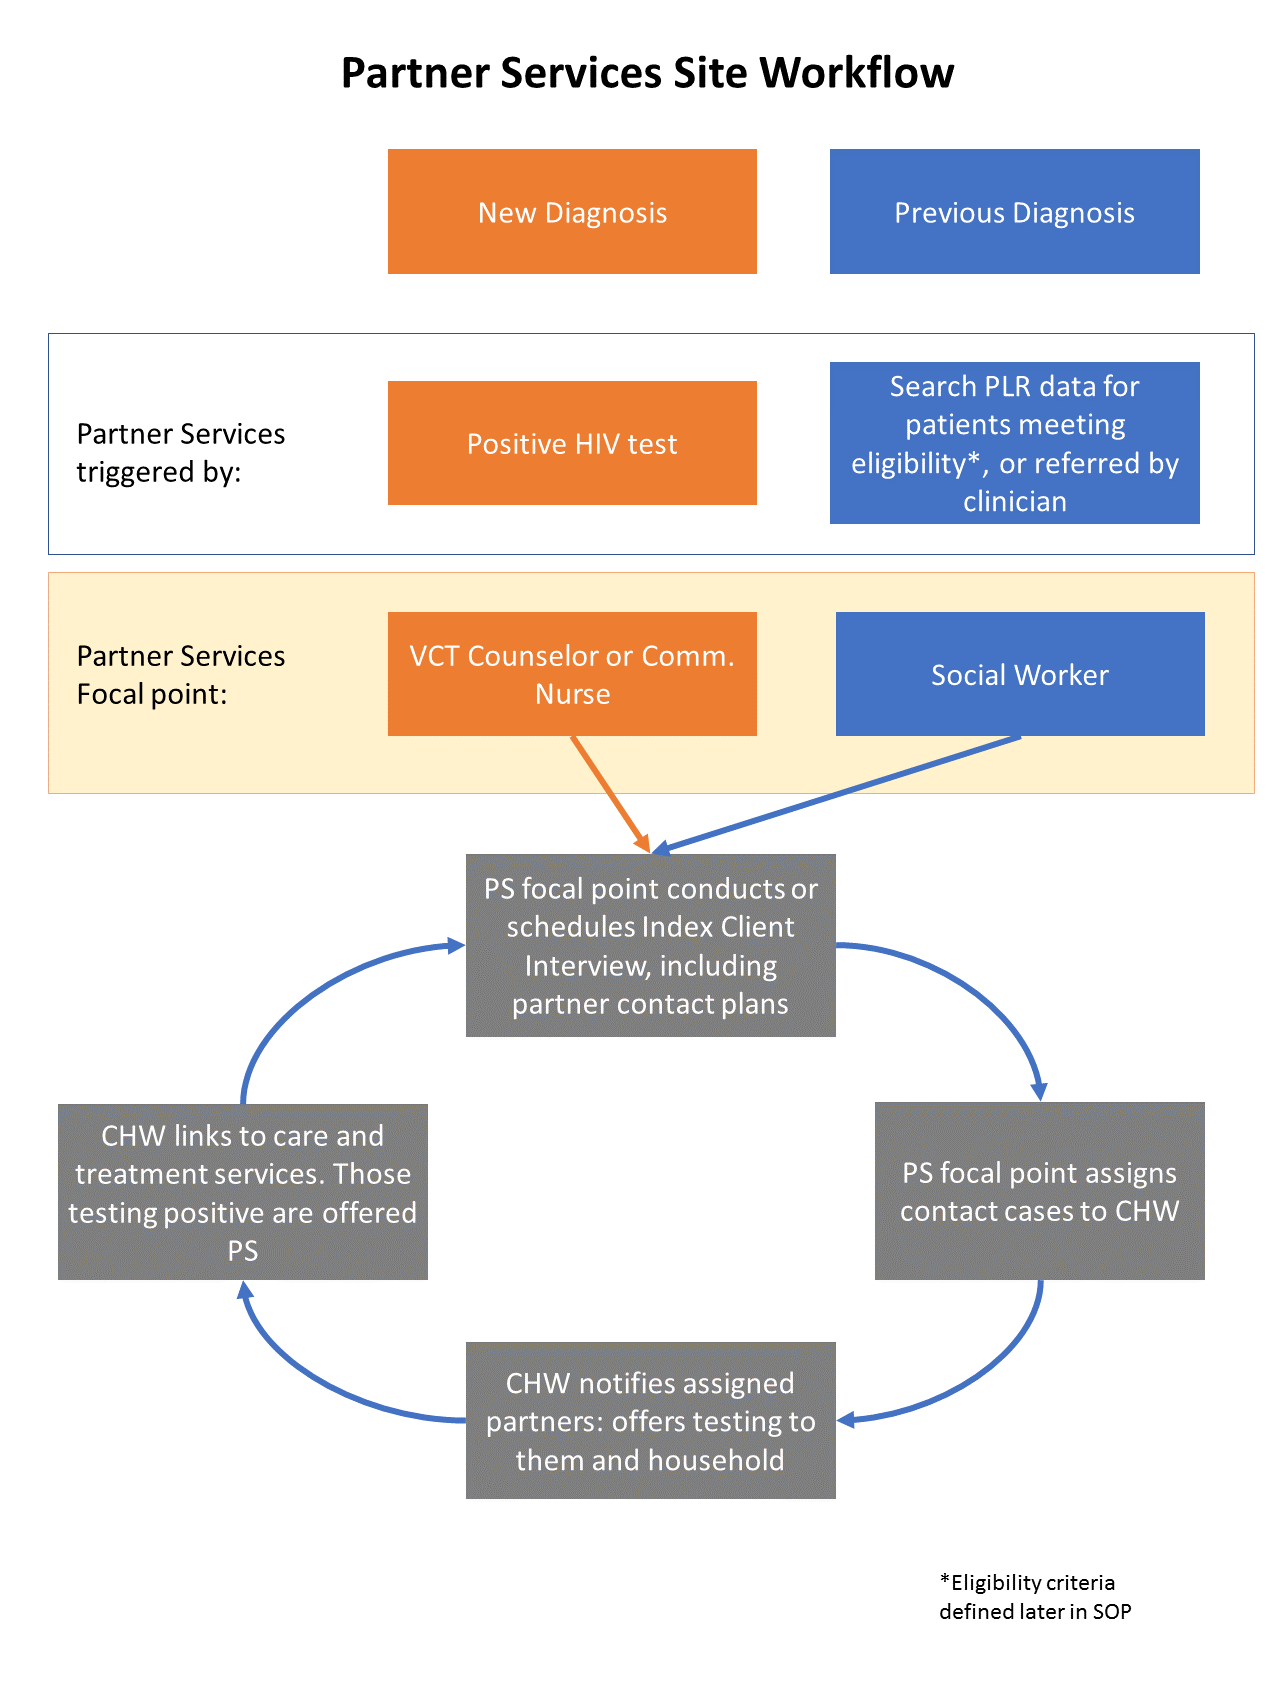 Partner Services Site Workflow
New Diagnosis
Previous Diagnosis
Partner Services
triggered by:
Positive HIV test
Search PLR data for
patients meeting
eligibility*, or referred by
clinician
Partner Services
Focal point:
VCT Counselor or Comm.
Nurse
Social Worker
PS focal point conducts or
schedules Index Client
Interview, including
partner contact plans
PS focal point assigns
contact cases to CHW
CHW notifies assigned
partners: offers testing to
them and household
CHW links to care and
treatment services. Those
testing positive are offered
PS
*Eligibility criteria
defined later in SOP